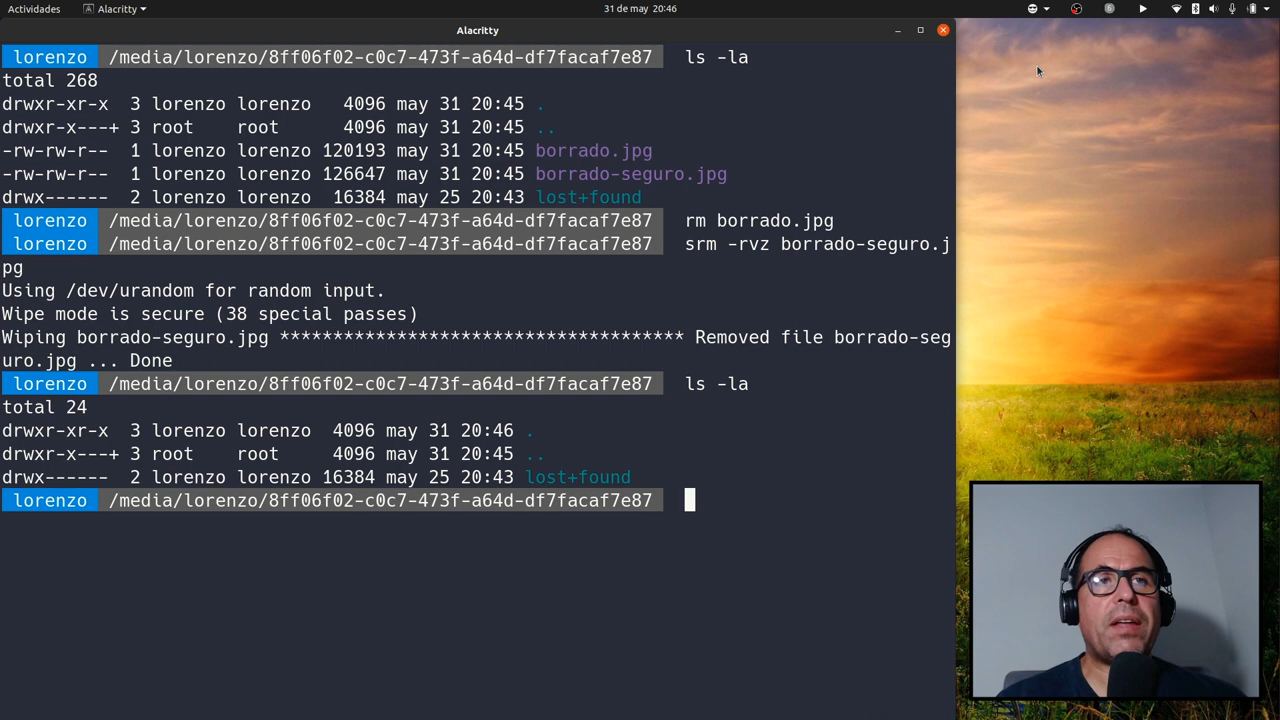 Actividades
Alacritty
31 de may 20:46
Alacritty
lorenzo /media/lorenzo/8ff06f02-c0c7-473f-a64d-df7facaf7e87 ls -la
total 268
drwxr-xr-x 3 lorenzo lorenzo 4096 may 31 20:45 .
drwxr-x---+ 3 root root 4096 may 31 20:45 ..
-rw-rw-r-- 1 lorenzo lorenzo 120193 may 31 20:45 borrado.jpg
-rw-rw-r-- 1 lorenzo lorenzo 126647 may 31 20:45 borrado-seguro.jpg
drwx------ 2 lorenzo lorenzo 16384 may 25 20:43 lost+found
lorenzo /media/lorenzo/8ff06f02-c0c7-473f-a64d-df7facaf7e87 rm borrado.jpg
lorenzo /media/lorenzo/8ff06f02-c0c7-473f-a64d-df7facaf7e87 srm -rvz borrado-seguro.j
pg
Using /dev/urandom for random input.
Wipe mode is secure (38 special passes)
Wiping borrado-seguro.jpg ************************************** Removed file borrado-seg
uro.jpg ... Done
lorenzo /media/lorenzo/8ff06f02-c0c7-473f-a64d-df7facaf7e87 ls -la
total 24
drwxr-xr-x 3 lorenzo lorenzo 4096 may 31 20:46 .
drwxr-x---+ 3 root root 4096 may 31 20:45 ..
drwx------ 2 lorenzo lorenzo 16384 may 25 20:43 lost+found
lorenzo /media/lorenzo/8ff06f02-c0c7-473f-a64d-df7facaf7e87